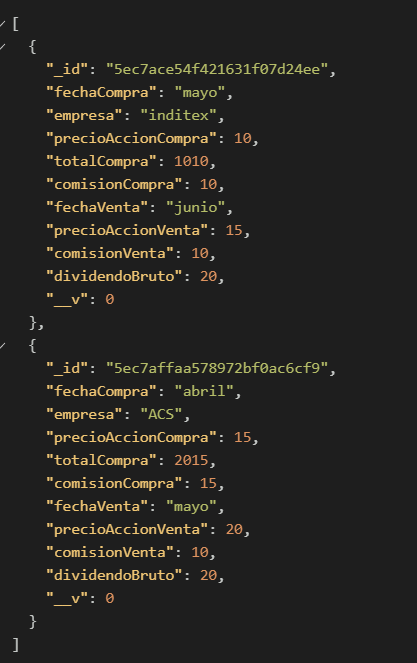 [
  {
    "_id": "5ec7ace54f421631f07d24ee",
    "fechaCompra": "mayo",
    "empresa": "inditex",
    "precioAccionCompra": 10,
    "totalCompra": 1010,
    "comisionCompra": 10,
    "fechaVenta": "junio",
    "precioAccionVenta": 15,
    "comisionVenta": 10,
    "dividendoBruto": 20,
    "__v": 0
  },
  {
    "_id": "5ec7affaa578972bf0ac6cf9",
    "fechaCompra": "abril",
    "empresa": "ACS",
    "precioAccionCompra": 15,
    "totalCompra": 2015,
    "comisionCompra": 15,
    "fechaVenta": "mayo",
    "precioAccionVenta": 20,
    "comisionVenta": 10,
    "dividendoBruto": 20,
    "__v": 0
  }
]